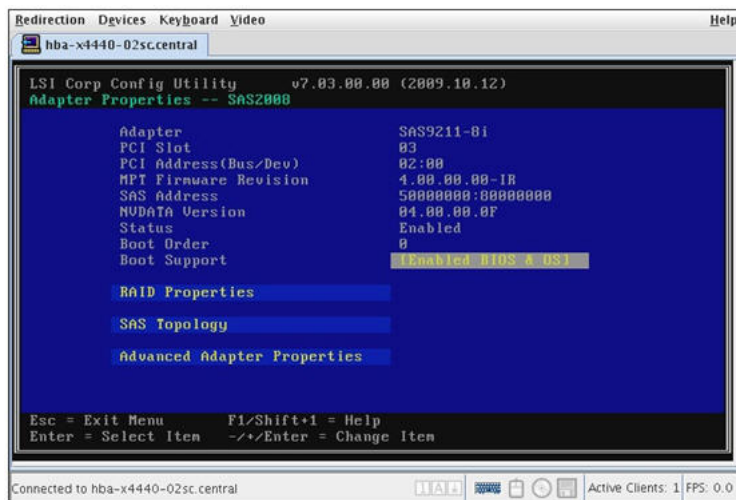 Redirection Devices Keyboard Video Help
hba-x4440-02sc.central
LSI Corp Config Utility v7.03.00.00 (2009.10.12)
Adapter Properties -- SAS2008
Adapter SAS9211-8i
PCI Slot 03
PCI Address(Bus/Dev) 02:00
MPT Firmware Revision 4.00.00.00-IR
SAS Address 50000000:80000000
NVDATA Version 04.00.00.0F
Status Enabled
Boot Order 0
Boot Support [Enabled BIOS & OS]
RAID Properties
SAS Topology
Advanced Adapter Properties
Esc = Exit Menu F1/Shift+1 = Help
Enter = Select Item -/+/Enter = Change Item
Connected to hba-x4440-02sc.central Active Clients: 1 FPS: 0.0